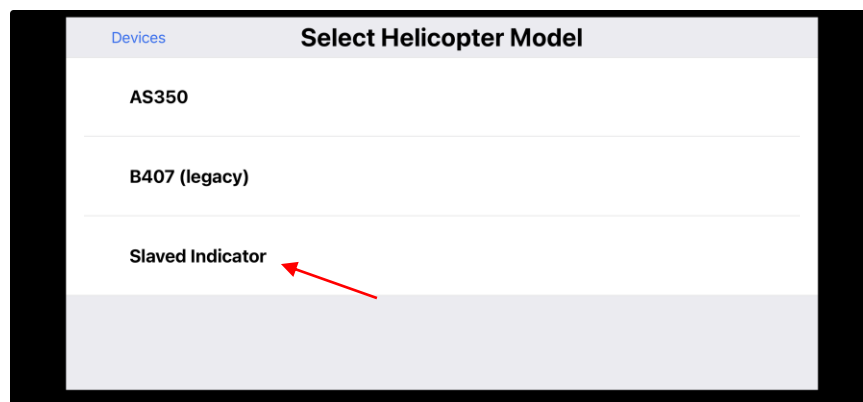 Devices
Select Helicopter Model
AS350
B407 (legacy)
Slaved Indicator